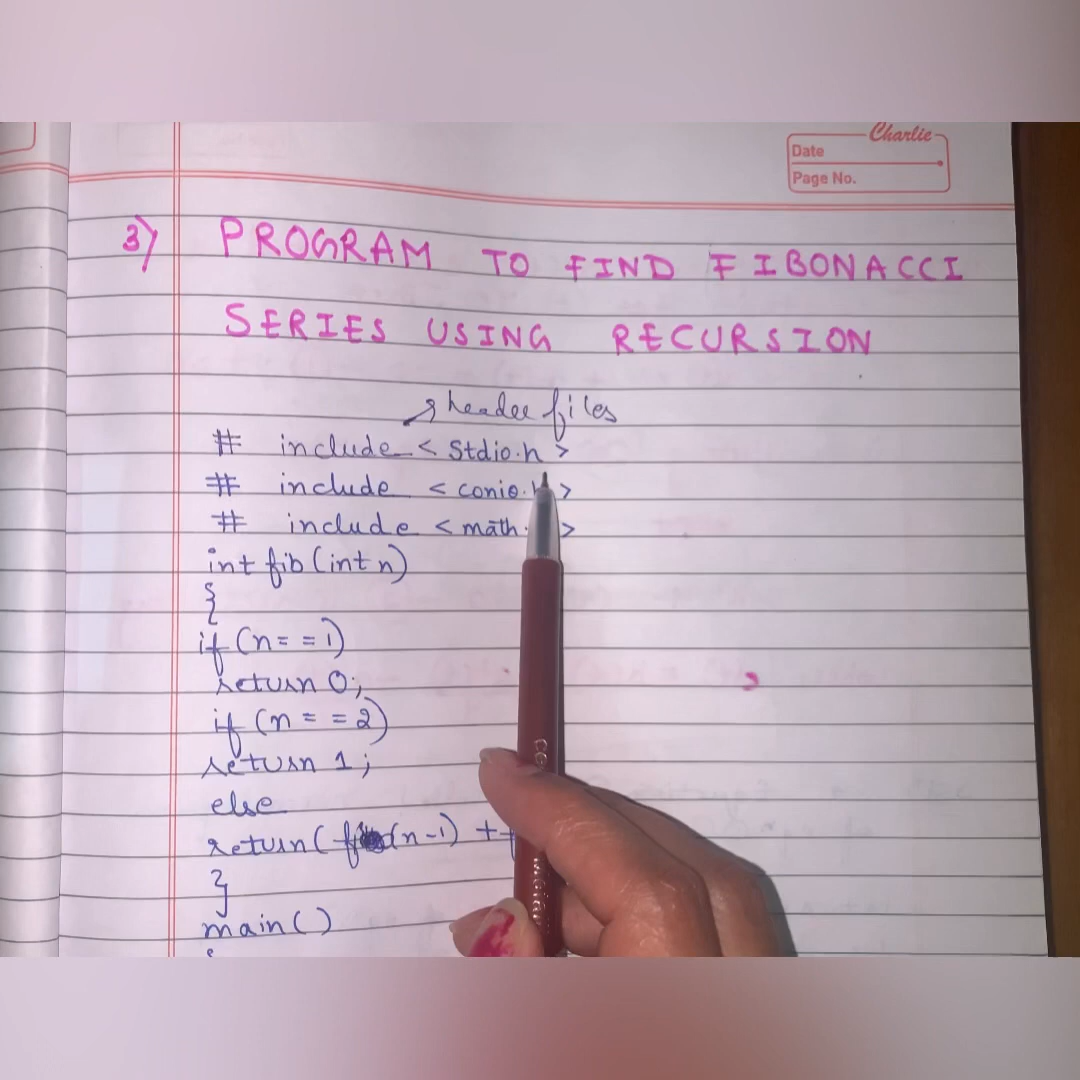 Charlie
Date
Page No.
3) PROGRAM TO FIND FIBONACCI
SERIES USING RECURSION
header files
# include < Stdio.h >
# include < conio.h >
# include < math. >
int fib (int n)
{
if (n = = 1)
return 0;
if (n = = 2)
return 1;
else
return ( (n-1) +
}
main ()
{